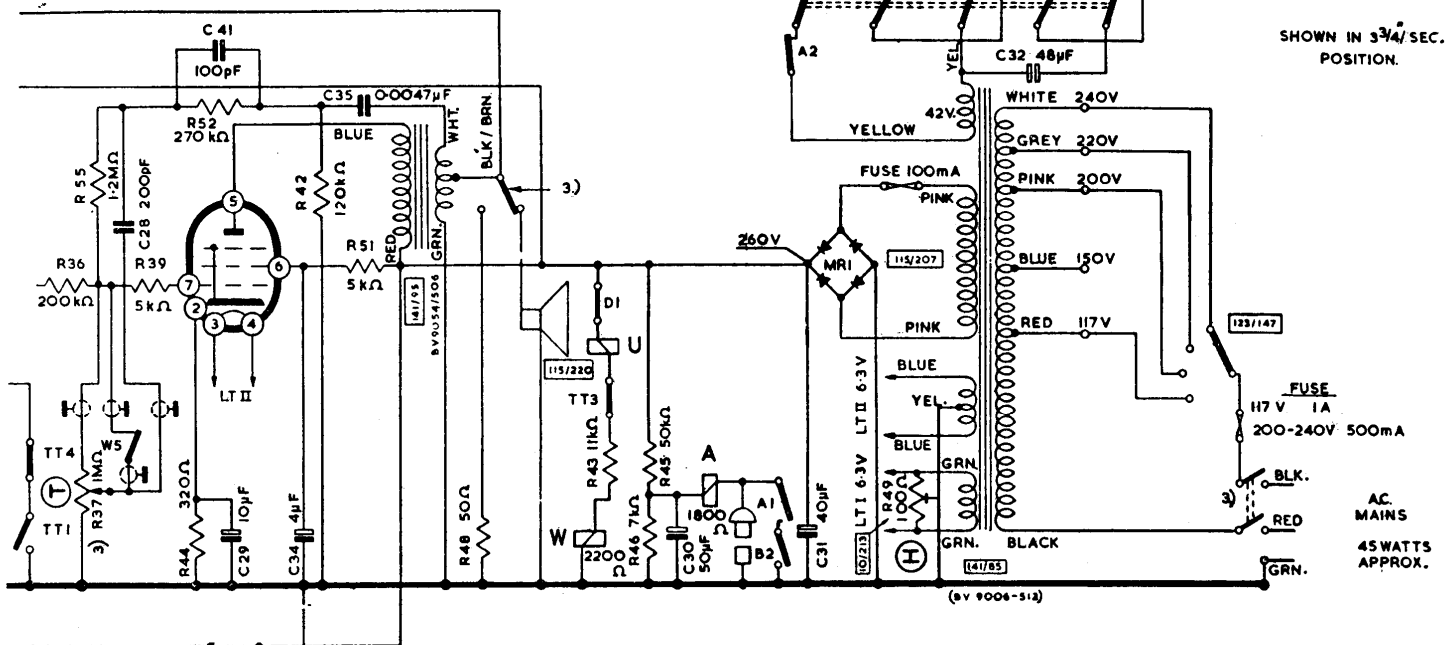 C 41
100pF
R52
270 kΩ
C35
0·0047μF
BLUE
WHT.
BLK / BRN.
3.)
R55
1·2MΩ
C28 200pF
R 42
120kΩ
5
6
7
2
3
4
R36
200kΩ
R39
5kΩ
R51
5kΩ
RED
GRN.
141/95
BV9054/506
LT II
TT4
TT1
T
R37 1MΩ
3)
W5
R44
320Ω
C29
10μF
C34
4μF
R48
50Ω
115/220
D1
U
TT3
R43 11kΩ
W
2200
Ω
R45 50kΩ
R46 7kΩ
C30
50μF
A
1800
Ω
A1
B2
C31
40μF
260V
MR1
115/207
FUSE 100mA
PINK
PINK
A2
YELLOW
YEL.
42V.
C32 48μF
WHITE 240V
GREY 220V
PINK 200V
BLUE 150V
RED 117V
BLACK
BLUE
YEL.
BLUE
GRN.
GRN.
LT II 6·3V
LT I 6·3V
R49
100Ω
10/213
H
141/85
(BV 9006-512)
123/147
SHOWN IN 3¾"/SEC.
POSITION.
FUSE
117 V 1A
200-240V 500mA
3)
BLK.
RED
GRN.
A.C.
MAINS
45 WATTS
APPROX.